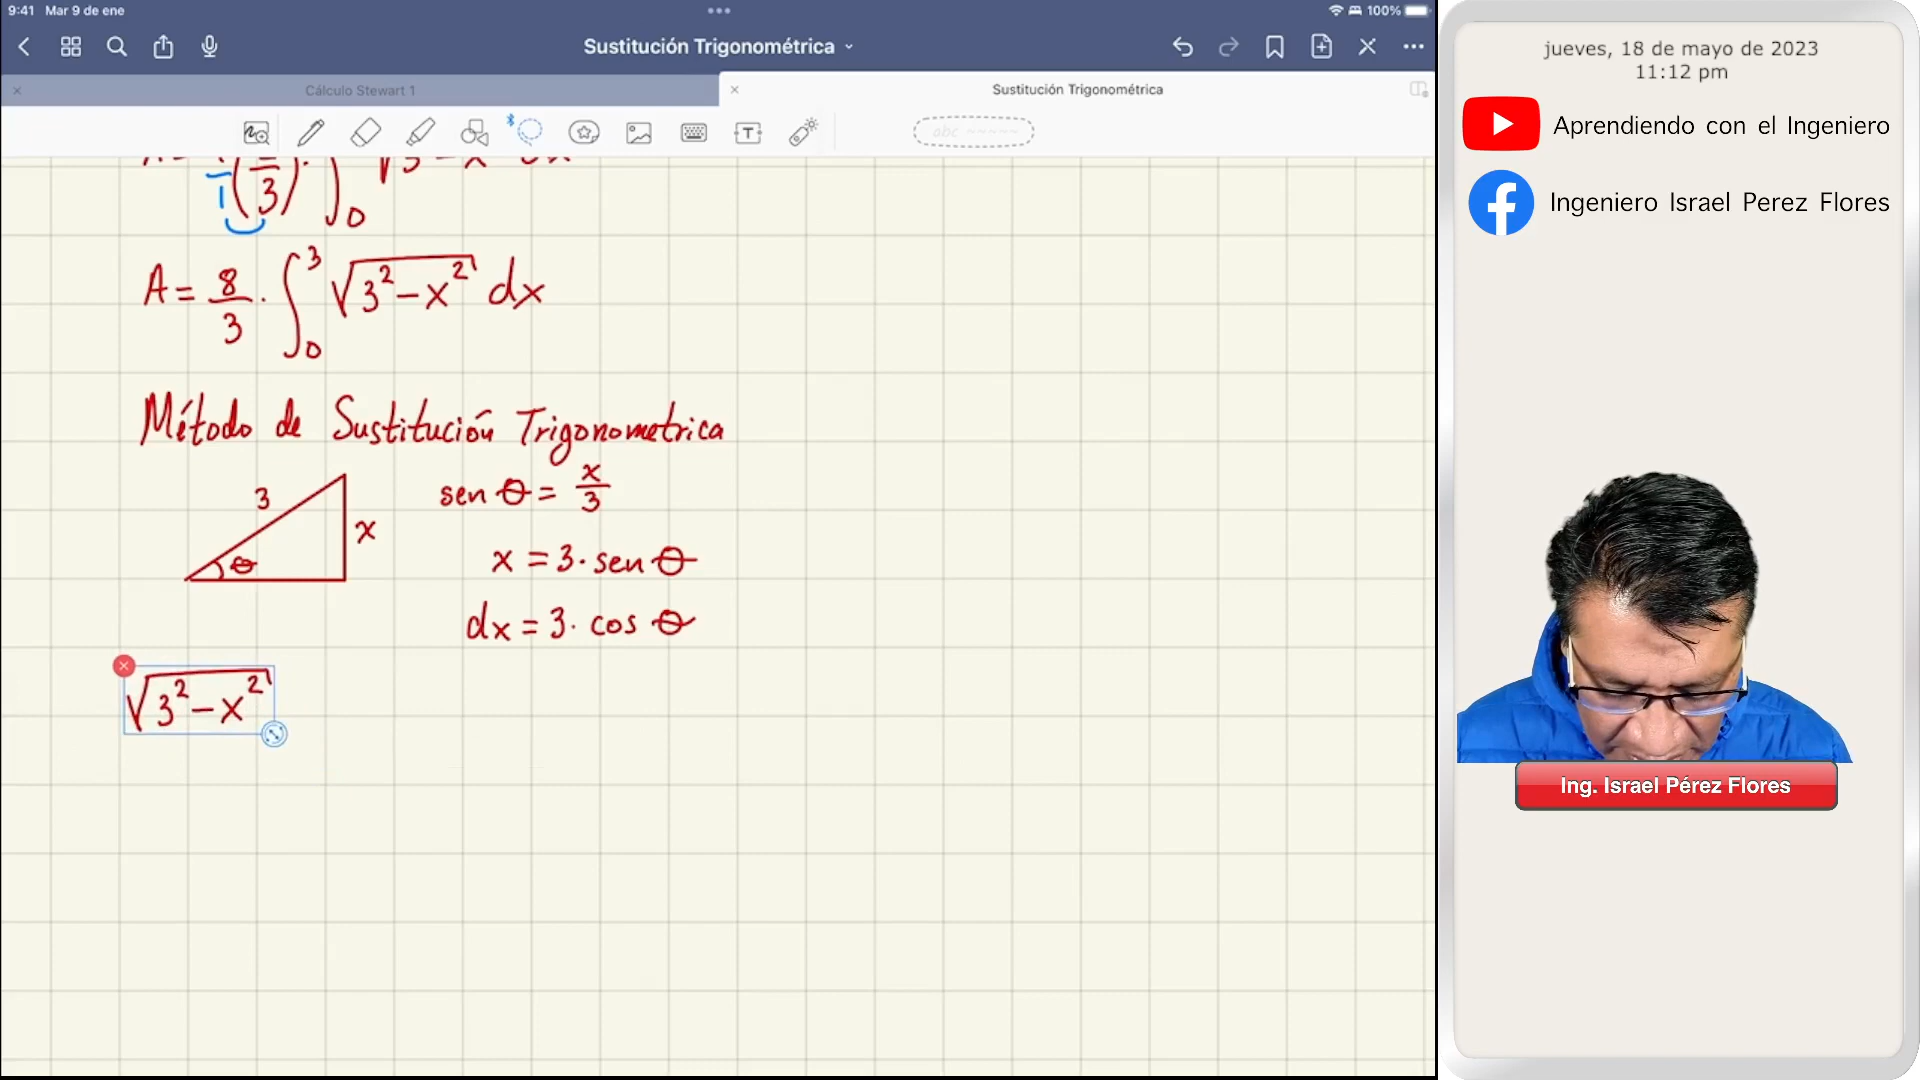 9:41 Mar 9 de ene
100%
Sustitución Trigonométrica
Cálculo Stewart 1
Sustitución Trigonométrica
abc
A = 8/3 · ∫₀³ √(3² − x²) dx
Método de Sustitución Trigonometrica
3
x
θ
sen θ = x/3
x = 3 · sen θ
dx = 3 · cos θ
√(3² − x²)
jueves, 18 de mayo de 2023
11:12 pm
Aprendiendo con el Ingeniero
Ingeniero Israel Perez Flores
Ing. Israel Pérez Flores